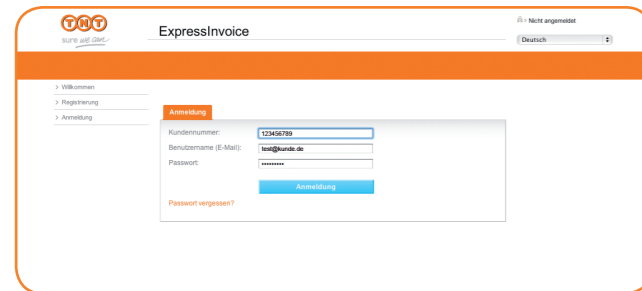 TNT
sure we can
ExpressInvoice
> Nicht angemeldet
Deutsch
> Willkommen
> Registrierung
> Anmeldung
Anmeldung
Kundennummer: 123456789
Benutzername (E-Mail): test@kunde.de
Passwort: •••••••••
Anmeldung
Passwort vergessen?